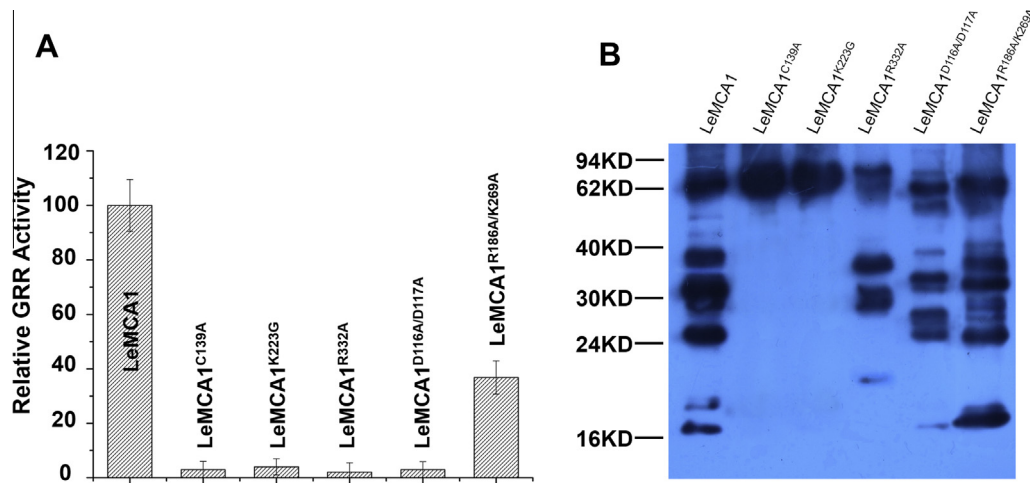 A
Relative GRR Activity
120
100
80
60
40
20
0
LeMCA1
LeMCA1C139A
LeMCA1K223G
LeMCA1R332A
LeMCA1D116A/D117A
LeMCA1R186A/K269A
B
LeMCA1
LeMCA1C139A
LeMCA1K223G
LeMCA1R332A
LeMCA1D116A/D117A
LeMCA1R186A/K269A
94KD
62KD
40KD
30KD
24KD
16KD